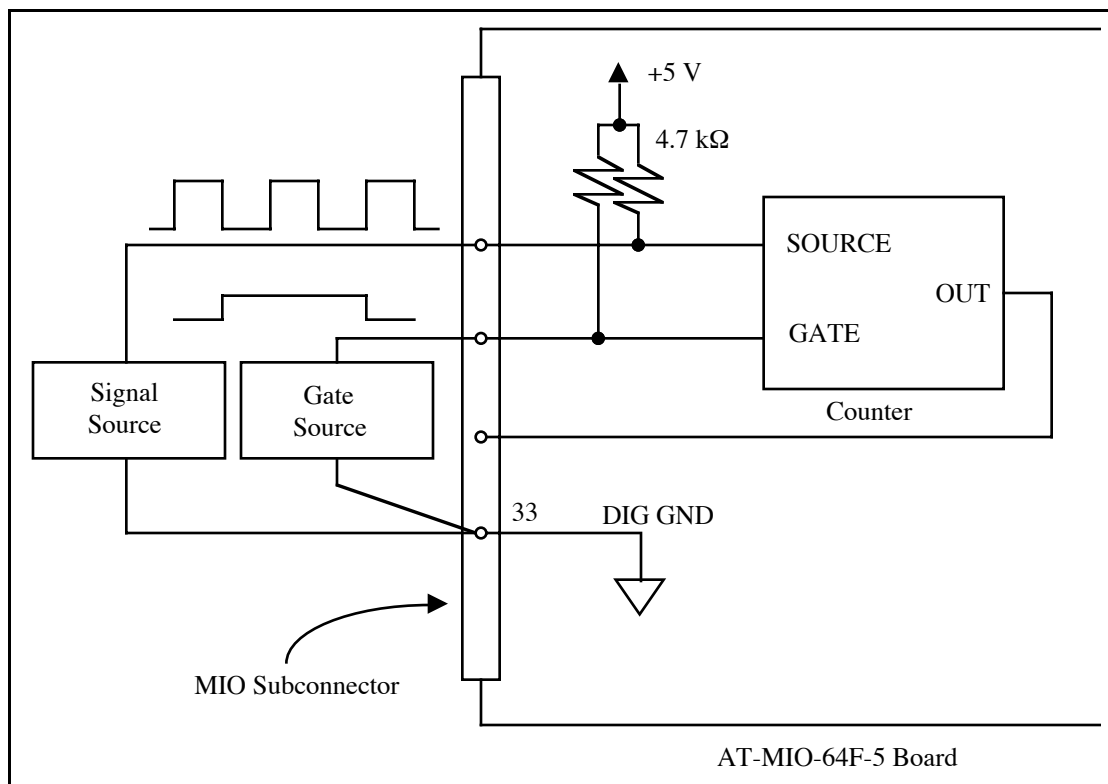 +5 V
4.7 kΩ
SOURCE
OUT
GATE
Signal
Source
Gate
Source
Counter
33
DIG GND
MIO Subconnector
AT-MIO-64F-5 Board